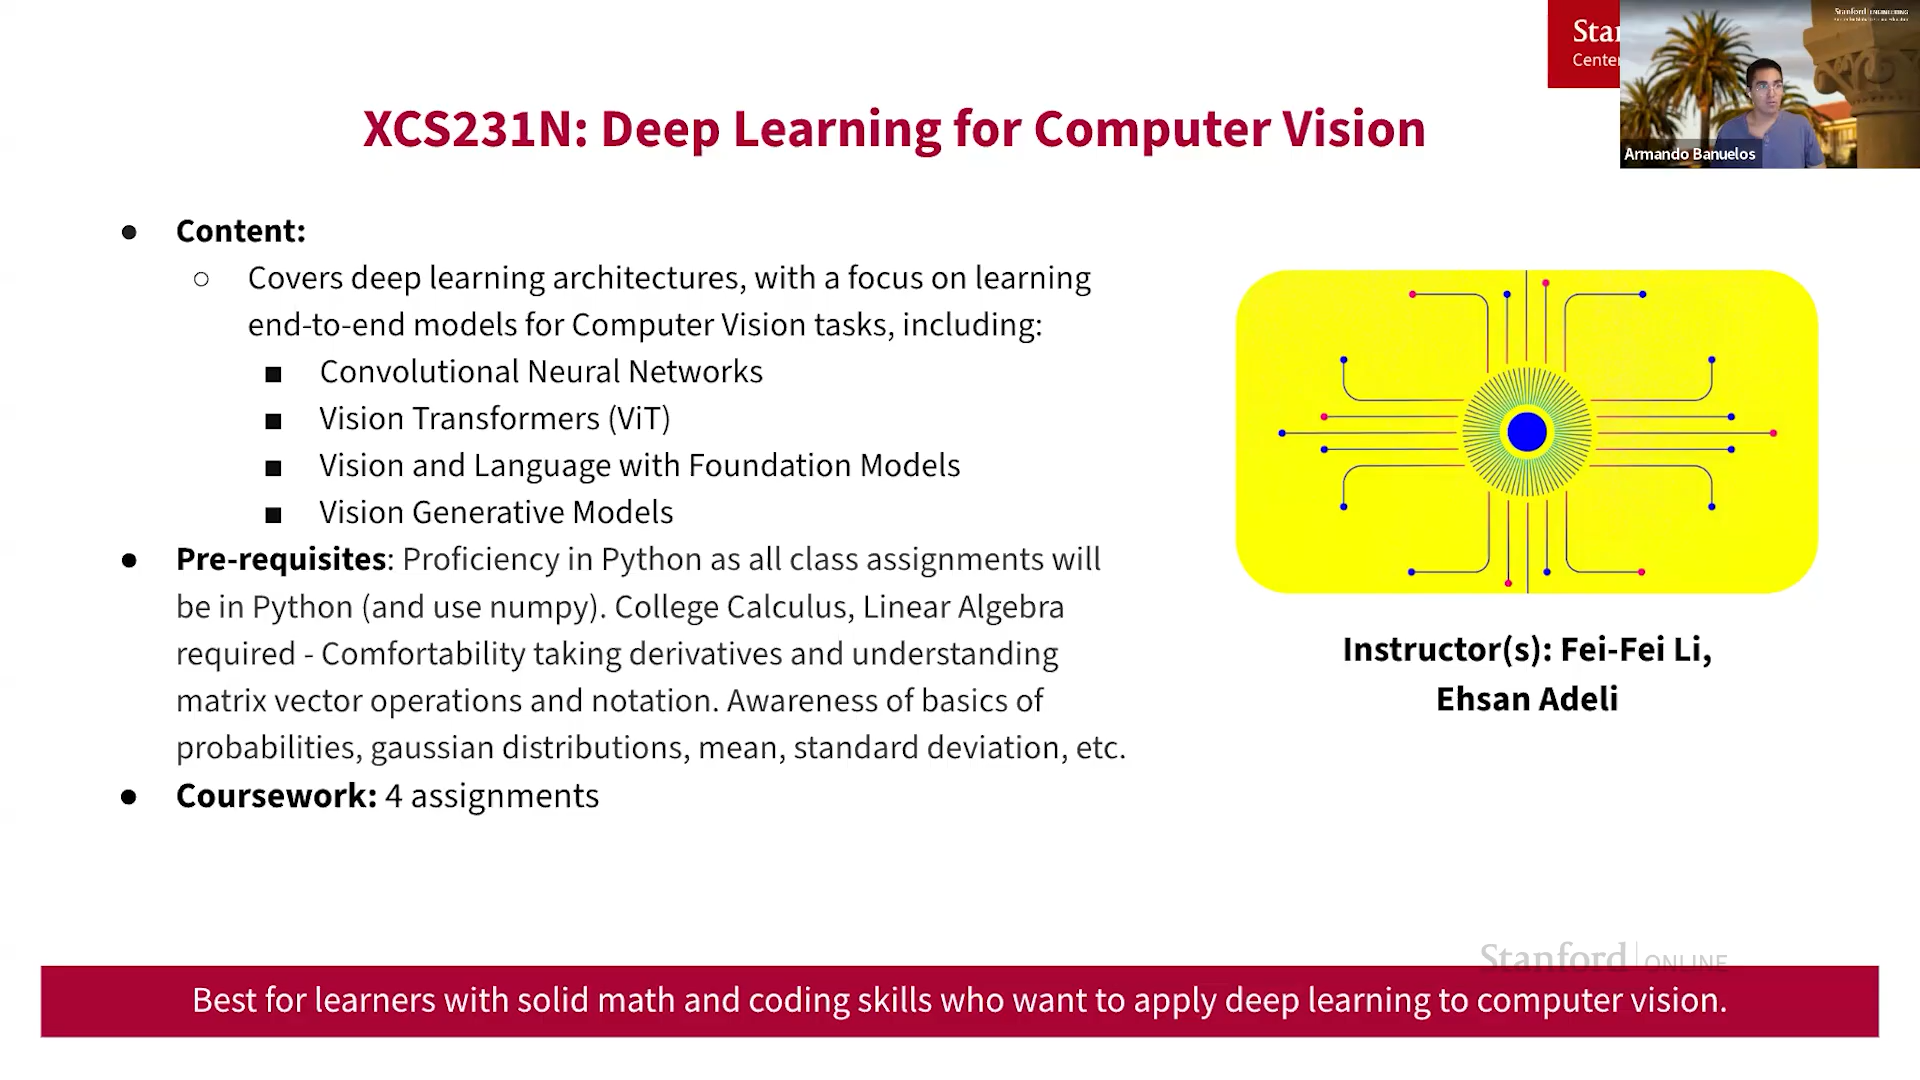 Star
Center
Stanford ENGINEERING
Armando Banuelos
XCS231N: Deep Learning for Computer Vision
● Content:
○ Covers deep learning architectures, with a focus on learning
end-to-end models for Computer Vision tasks, including:
■ Convolutional Neural Networks
■ Vision Transformers (ViT)
■ Vision and Language with Foundation Models
■ Vision Generative Models
● Pre-requisites: Proficiency in Python as all class assignments will
be in Python (and use numpy). College Calculus, Linear Algebra
required - Comfortability taking derivatives and understanding
matrix vector operations and notation. Awareness of basics of
probabilities, gaussian distributions, mean, standard deviation, etc.
● Coursework: 4 assignments
Instructor(s): Fei-Fei Li,
Ehsan Adeli
Stanford ONLINE
Best for learners with solid math and coding skills who want to apply deep learning to computer vision.